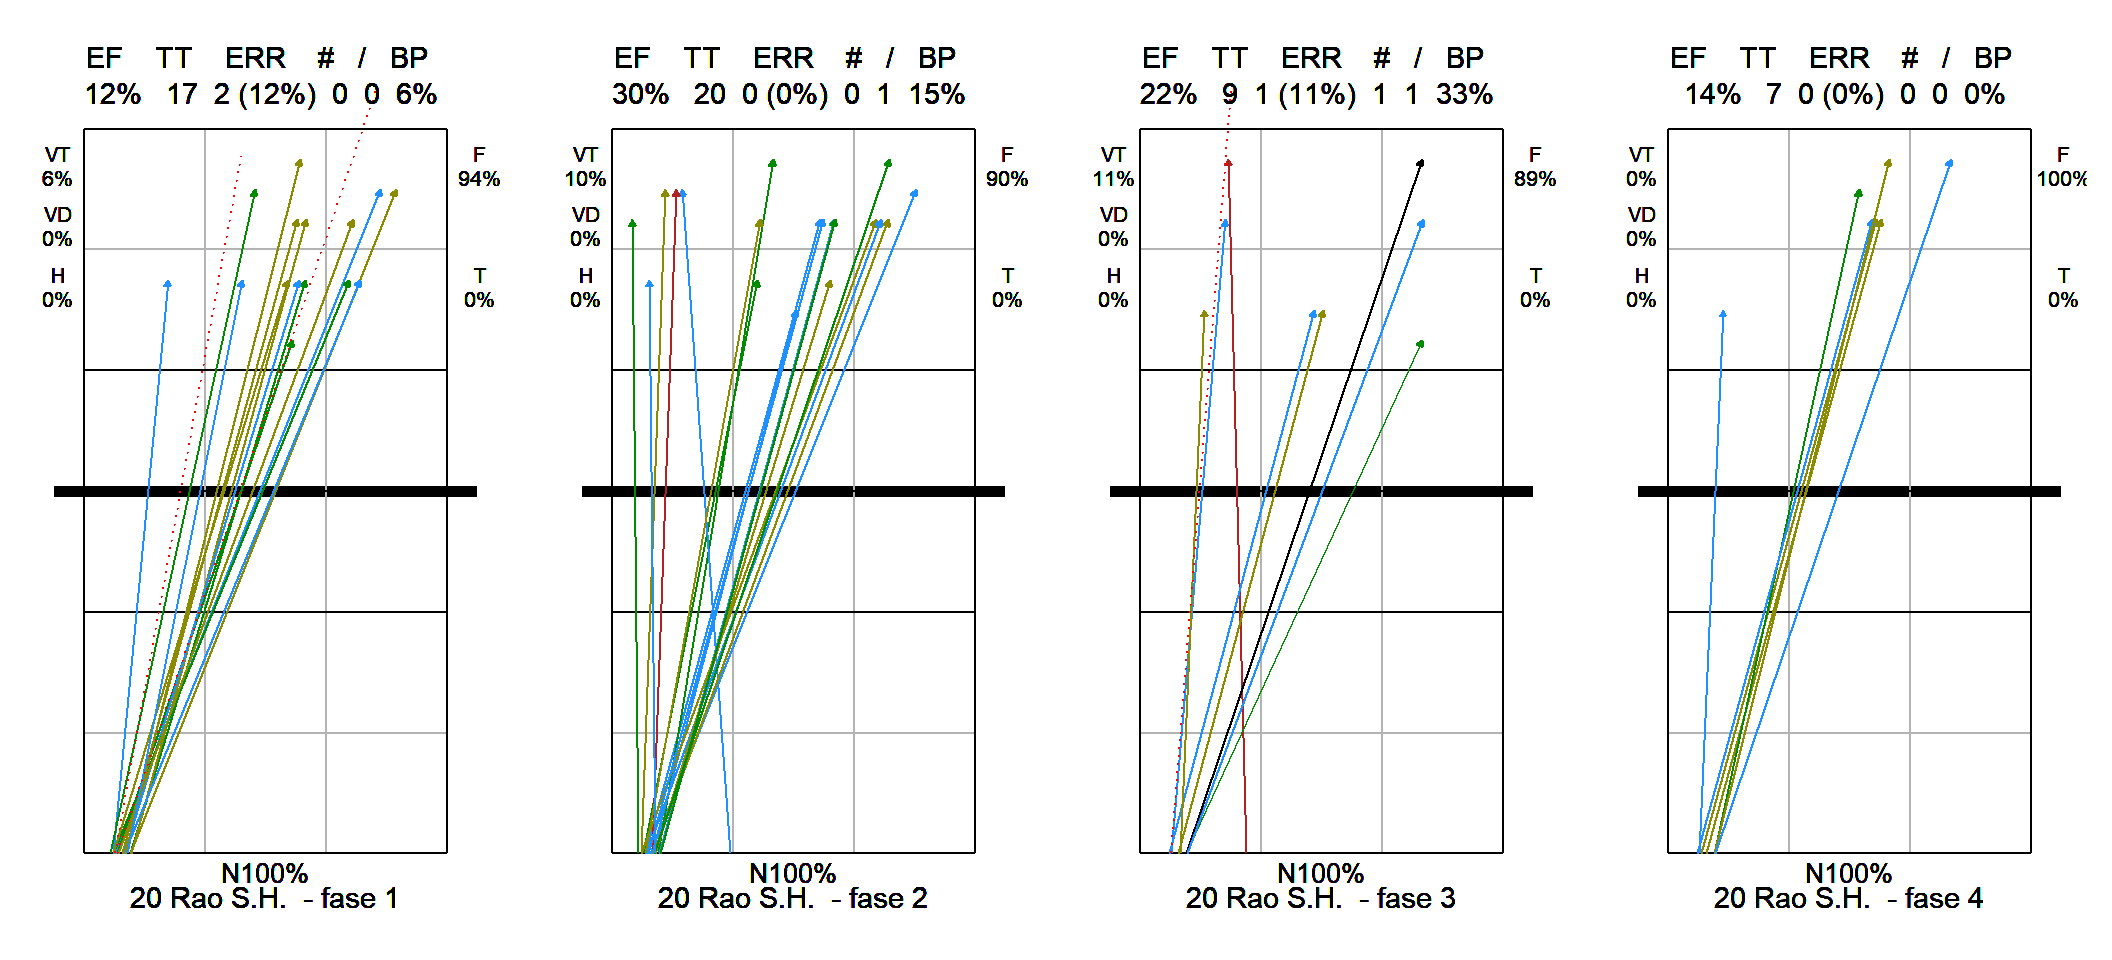 EF TT ERR # / BP
12% 17 2 (12%) 0 0 6%
VT
6%
VD
0%
H
0%
F
94%
T
0%
N100%
20 Rao S.H. - fase 1
EF TT ERR # / BP
30% 20 0 (0%) 0 1 15%
VT
10%
VD
0%
H
0%
F
90%
T
0%
N100%
20 Rao S.H. - fase 2
EF TT ERR # / BP
22% 9 1 (11%) 1 1 33%
VT
11%
VD
0%
H
0%
F
89%
T
0%
N100%
20 Rao S.H. - fase 3
EF TT ERR # / BP
14% 7 0 (0%) 0 0 0%
VT
0%
VD
0%
H
0%
F
100%
T
0%
N100%
20 Rao S.H. - fase 4